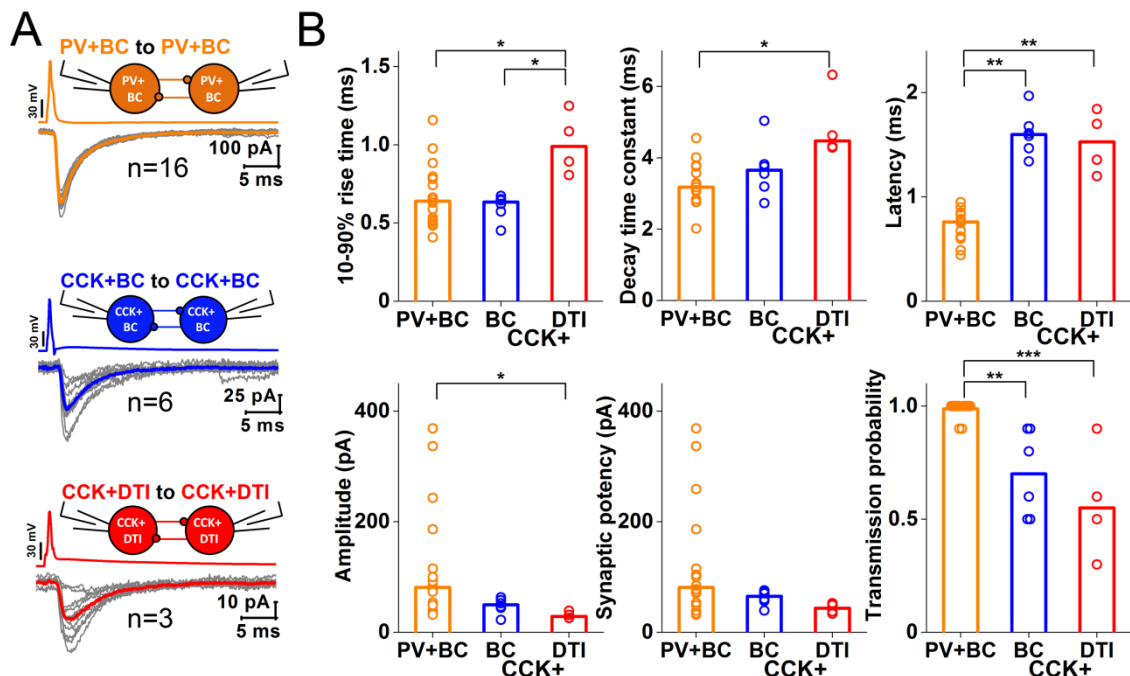 A
PV+BC to PV+BC
PV+
BC
PV+
BC
30 mV
100 pA
5 ms
n=16
CCK+BC to CCK+BC
CCK+
BC
CCK+
BC
30 mV
25 pA
5 ms
n=6
CCK+DTI to CCK+DTI
CCK+
DTI
CCK+
DTI
30 mV
10 pA
5 ms
n=3
B
10-90% rise time (ms)
1.5
1.0
0.5
0.0
*
*
PV+BC BC DTI
CCK+
Decay time constant (ms)
6
4
2
0
*
PV+BC BC DTI
CCK+
Latency (ms)
2
1
0
**
**
PV+BC BC DTI
CCK+
Amplitude (pA)
400
200
0
*
PV+BC BC DTI
CCK+
Synaptic potency (pA)
400
200
0
PV+BC BC DTI
CCK+
Transmission probability
1.0
0.5
0
***
**
PV+BC BC DTI
CCK+